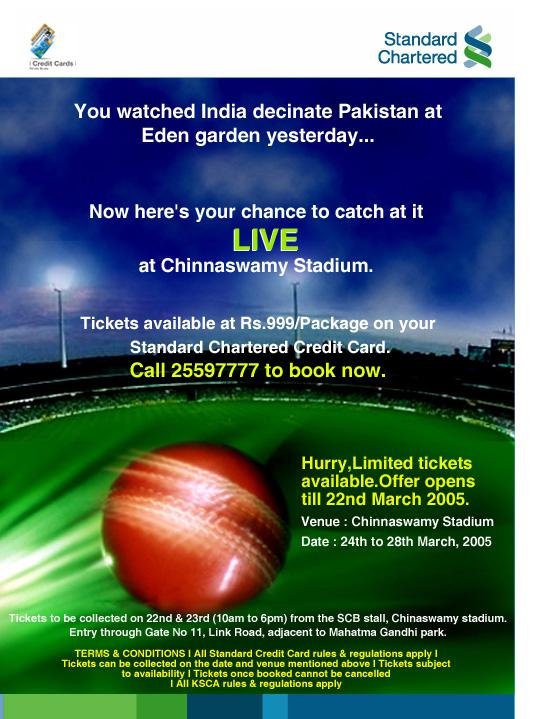 Credit Cards
Standard
Chartered
You watched India decinate Pakistan at
Eden garden yesterday...
Now here's your chance to catch at it
LIVE
at Chinnaswamy Stadium.
Tickets available at Rs.999/Package on your
Standard Chartered Credit Card.
Call 25597777 to book now.
Hurry,Limited tickets
available.Offer opens
till 22nd March 2005.
Venue : Chinnaswamy Stadium
Date : 24th to 28th March, 2005
Tickets to be collected on 22nd & 23rd (10am to 6pm) from the SCB stall, Chinaswamy stadium.
Entry through Gate No 11, Link Road, adjacent to Mahatma Gandhi park.
TERMS & CONDITIONS I All Standard Credit Card rules & regulations apply I
Tickets can be collected on the date and venue mentioned above I Tickets subject
to availability I Tickets once booked cannot be cancelled
I All KSCA rules & regulations apply